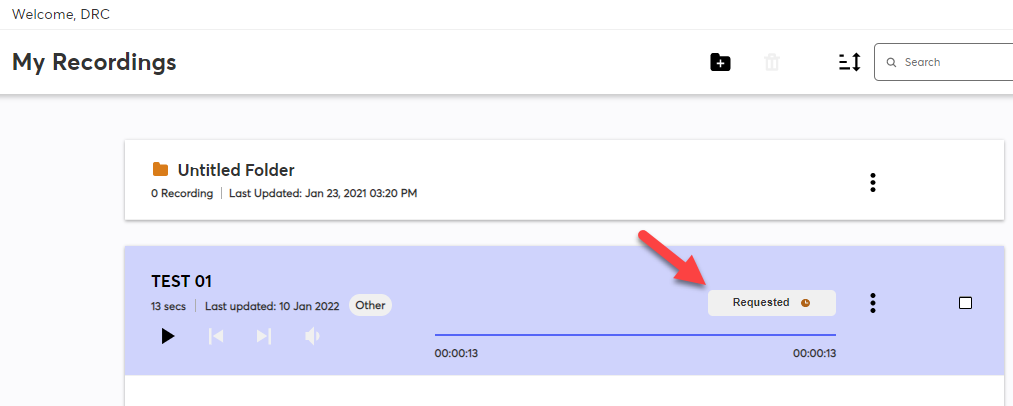 Welcome, DRC
My Recordings
Search
Untitled Folder
0 Recording | Last Updated: Jan 23, 2021 03:20 PM
TEST 01
13 secs | Last updated: 10 Jan 2022 Other
Requested
00:00:13 00:00:13